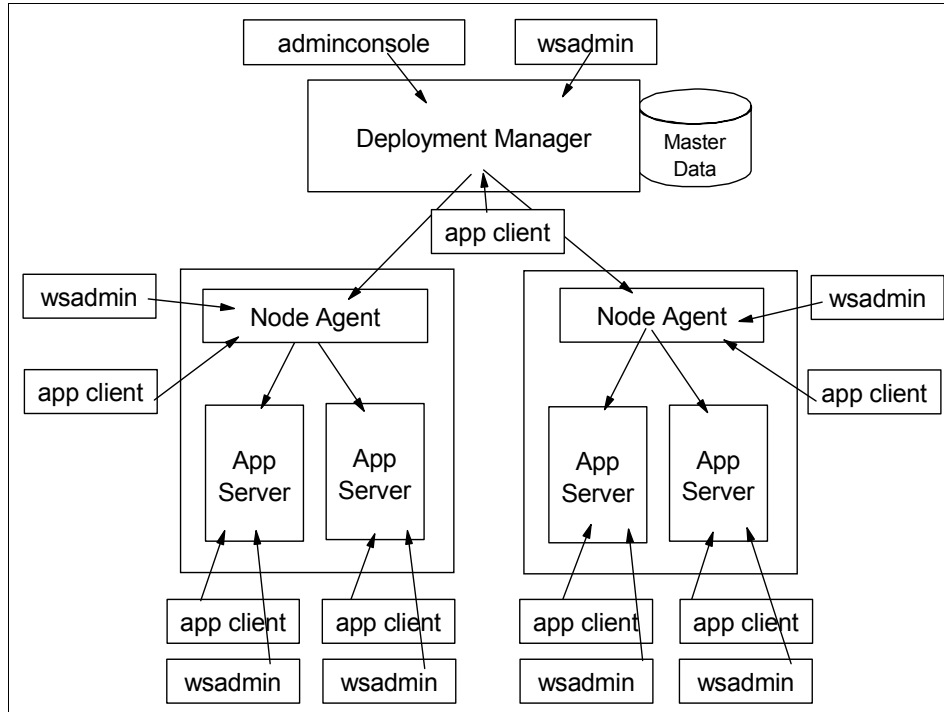 adminconsole
wsadmin
Deployment Manager
Master
Data
app client
wsadmin
Node Agent
app client
App
Server
App
Server
Node Agent
wsadmin
app client
App
Server
App
Server
app client
app client
app client
app client
wsadmin
wsadmin
wsadmin
wsadmin